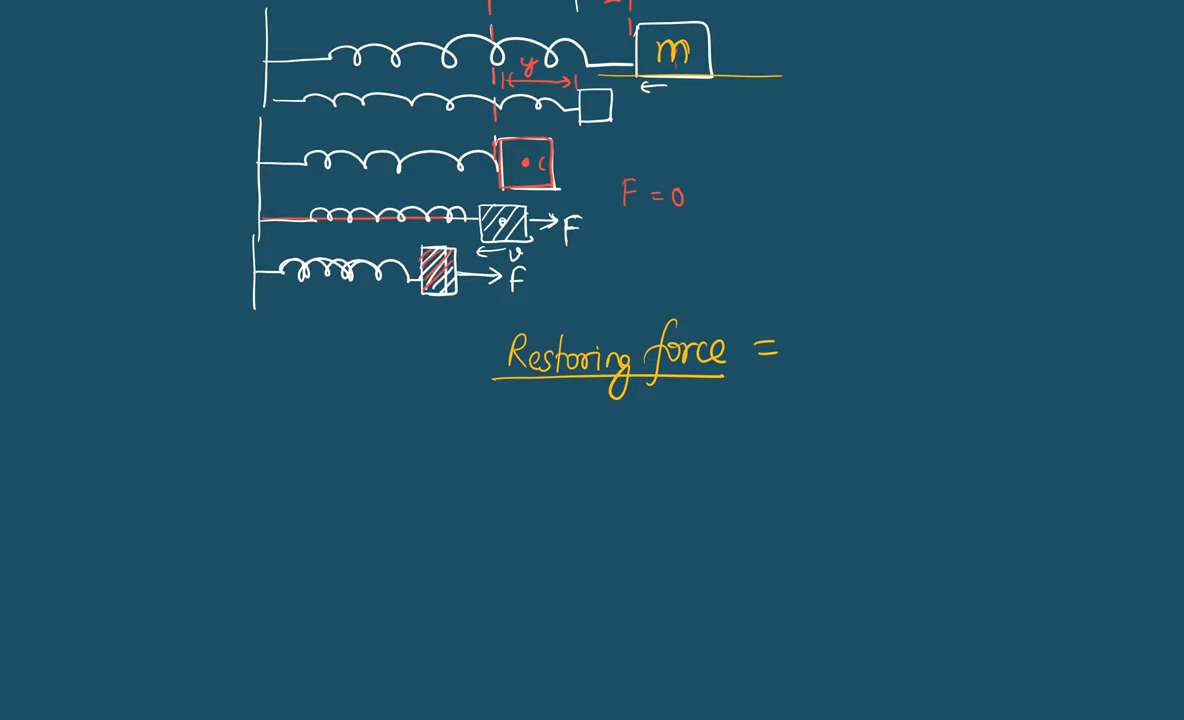 m
y
C
F = 0
F
v
F
Restoring force =